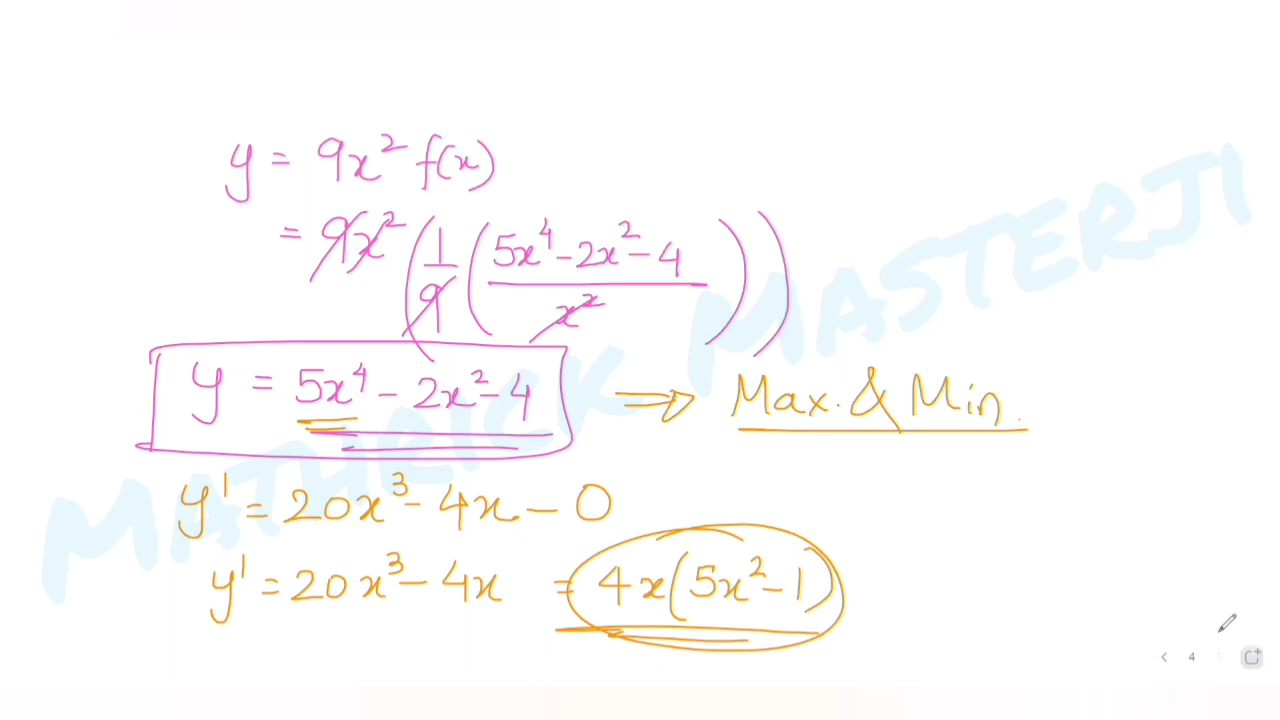 y = 9x² f(x)
= 9x² (1/9 ((5x⁴-2x²-4)/x²))
y = 5x⁴ - 2x² - 4 ⇒ Max. & Min.
y' = 20x³ - 4x - 0
y' = 20x³ - 4x = 4x(5x²-1)
MATHRICK MASTERJI
< 4